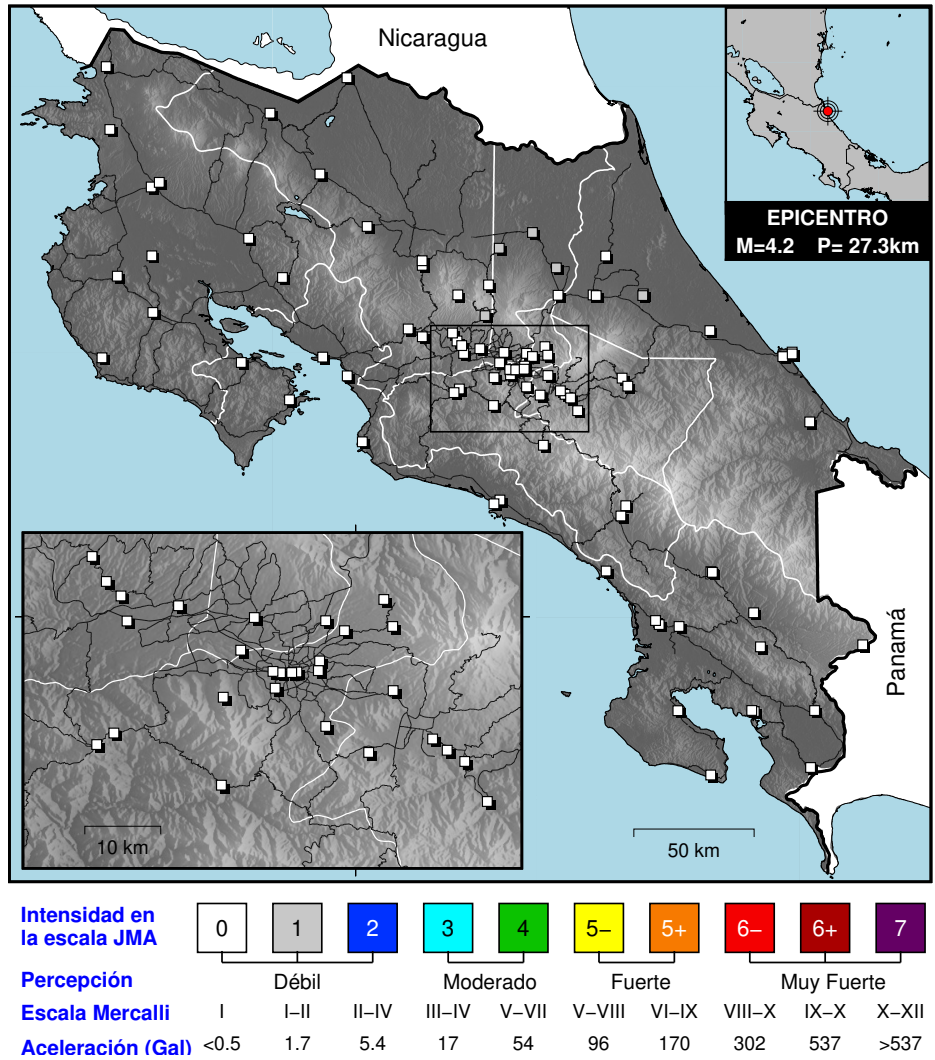 Nicaragua
EPICENTRO
M=4.2 P= 27.3km
Panamá
10 km
50 km
Intensidad en
la escala JMA
0 1 2 3 4 5− 5+ 6− 6+ 7
Percepción Débil Moderado Fuerte Muy Fuerte
Escala Mercalli I I−II II−IV III−IV V−VII V−VIII VI−IX VIII−X IX−X X−XII
Aceleración (Gal) <0.5 1.7 5.4 17 54 96 170 302 537 >537